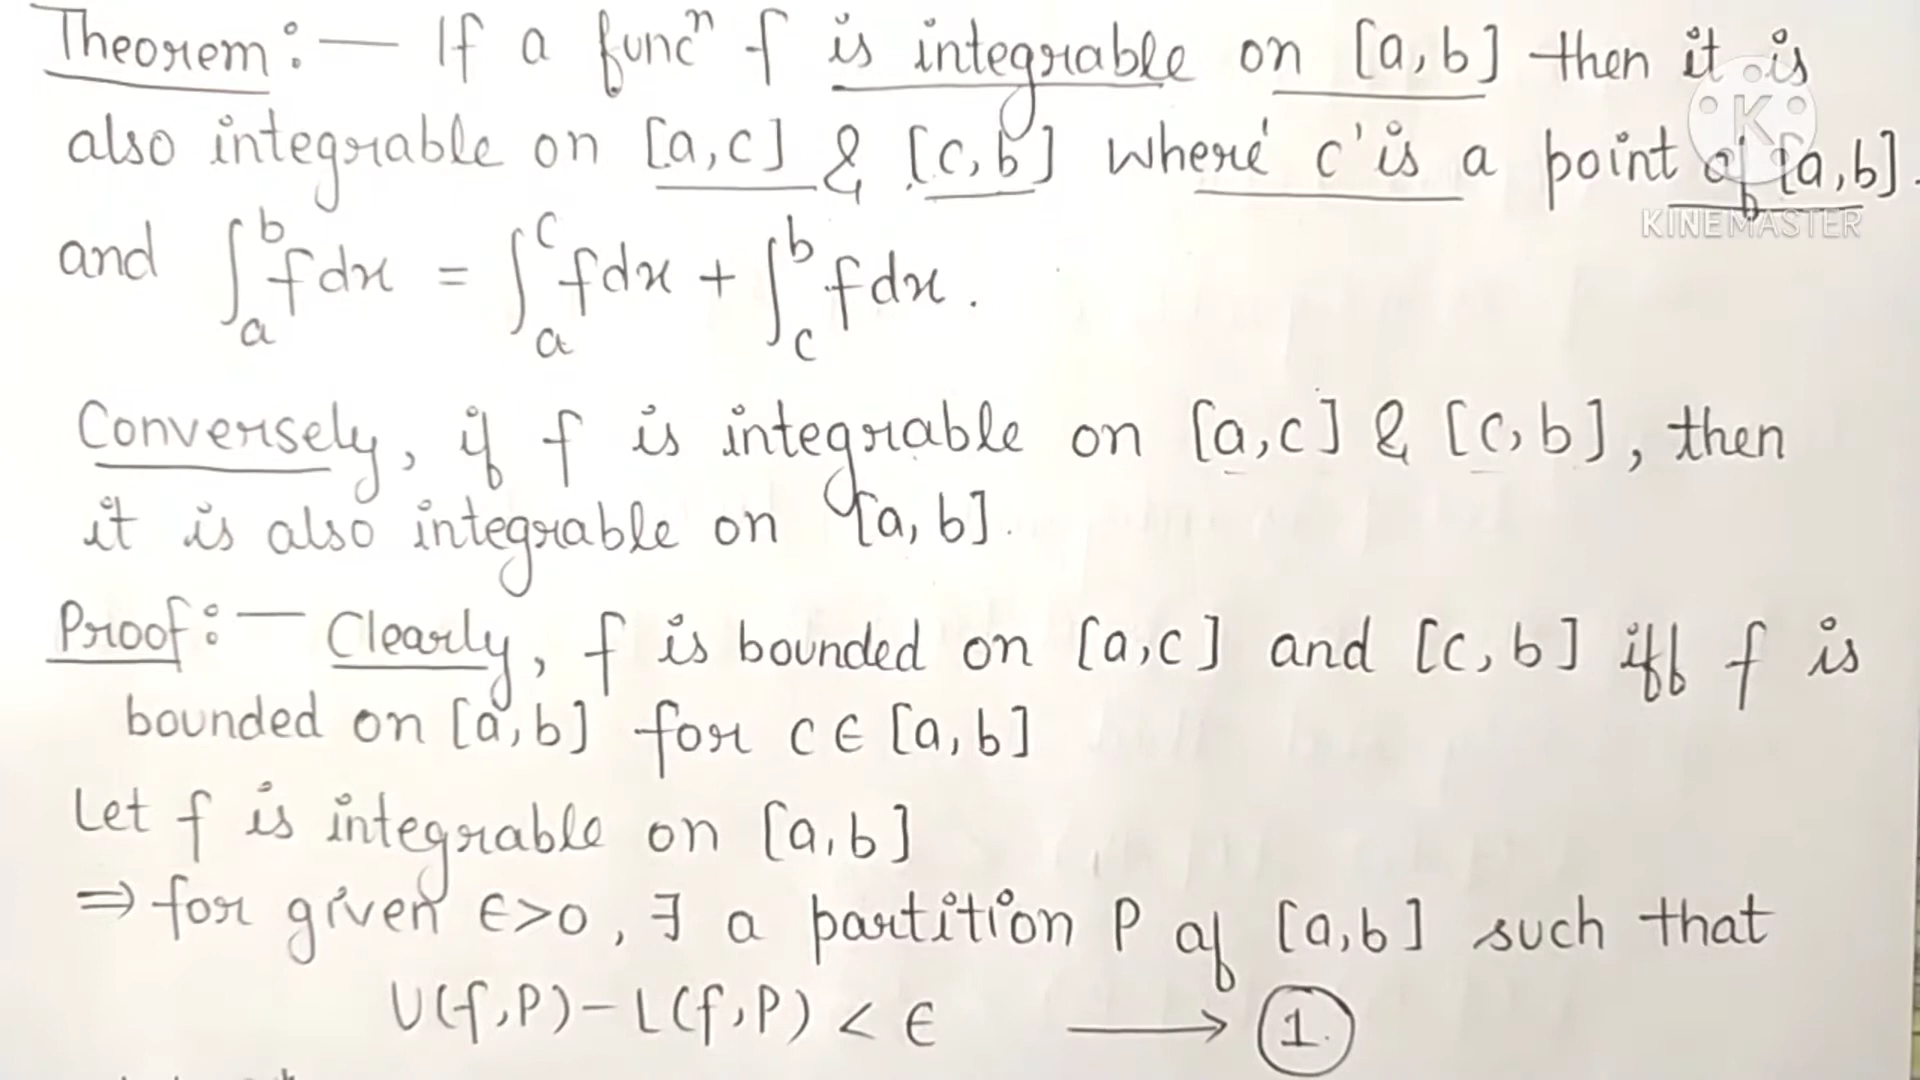 Theorem:— If a funcⁿ f is integrable on [a,b] then it is
also integrable on [a,c] & [c,b] where 'c' is a point of [a,b].
and ∫ₐᵇ f dx = ∫ₐᶜ f dx + ∫_c^b f dx.
Conversely, if f is integrable on [a,c] & [c,b], then
it is also integrable on [a,b].
Proof:— Clearly, f is bounded on [a,c] and [c,b] iff f is
bounded on [a,b] for c ∈ [a,b]
Let f is integrable on [a,b]
⇒ for given ϵ>0, ∃ a partition P of [a,b] such that
U(f,P) – L(f,P) < ϵ ⟶ ①
K
KINEMASTER